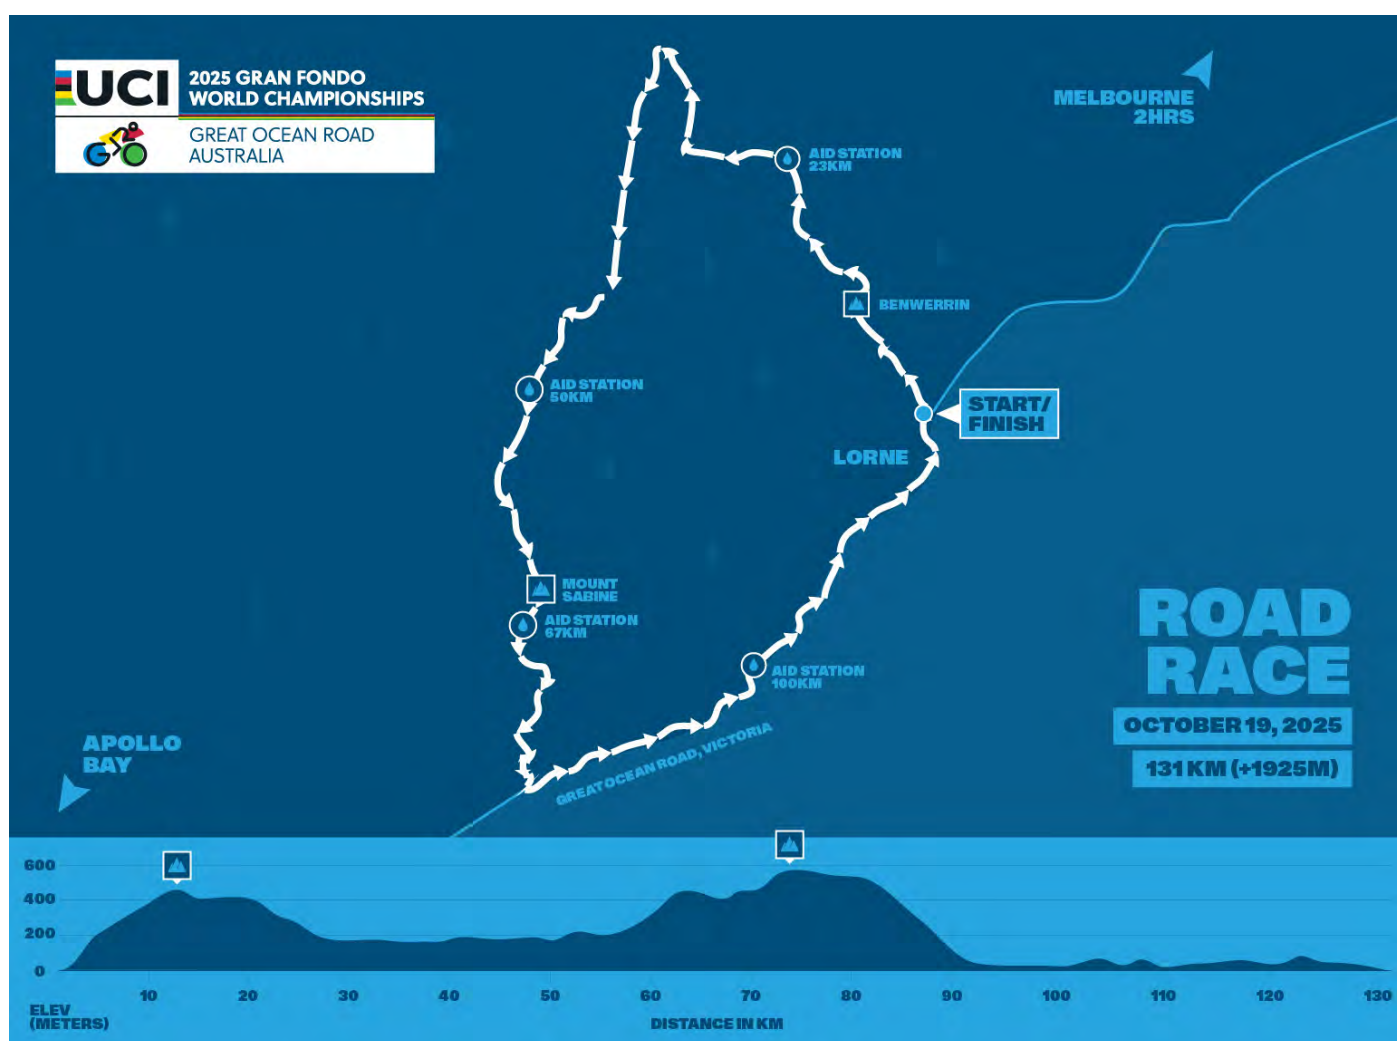 UCI
2025 GRAN FONDO
WORLD CHAMPIONSHIPS
GREAT OCEAN ROAD
AUSTRALIA
MELBOURNE
2HRS
AID STATION
23KM
BENWERRIN
START/
FINISH
LORNE
AID STATION
50KM
MOUNT
SABINE
AID STATION
67KM
AID STATION
100KM
GREAT OCEAN ROAD, VICTORIA
APOLLO
BAY
ROAD
RACE
OCTOBER 19, 2025
131 KM (+1925M)
600
400
200
0
10 20 30 40 50 60 70 80 90 100 110 120 130
ELEV
(METERS)
DISTANCE IN KM